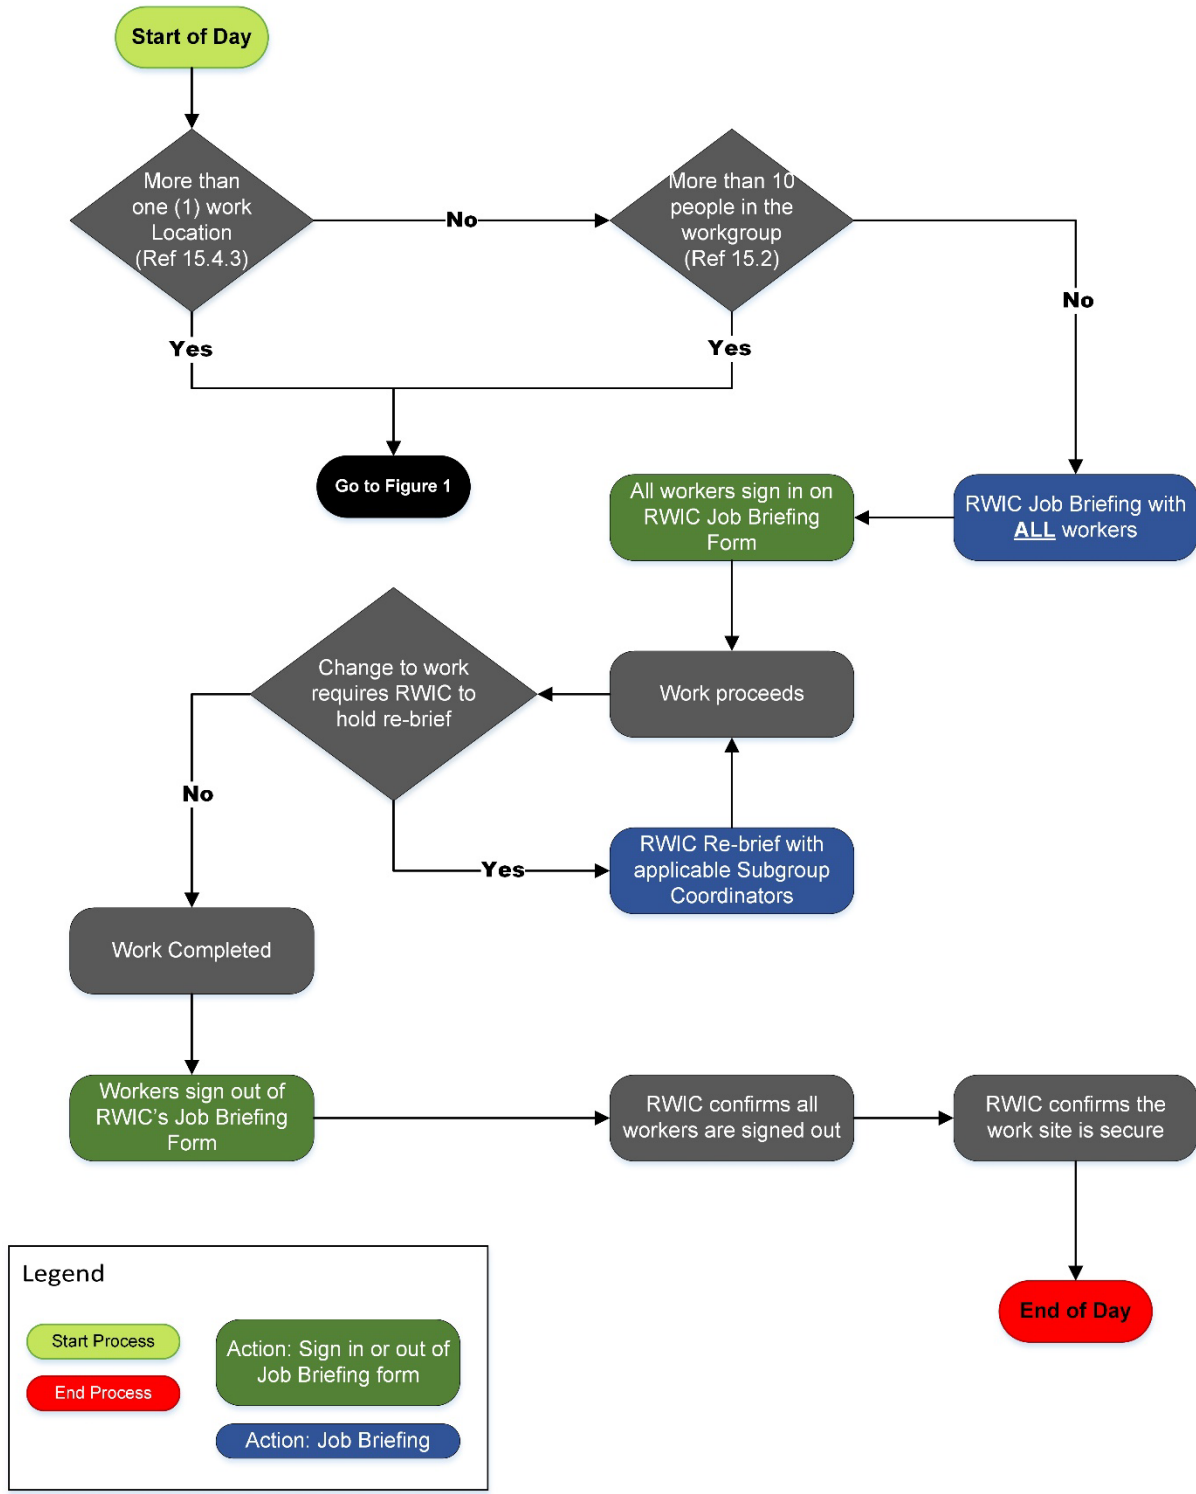 Start of Day
More than
one (1) work
Location
(Ref 15.4.3)
No
More than 10
people in the
workgroup
(Ref 15.2)
No
Yes
Yes
Go to Figure 1
All workers sign in on
RWIC Job Briefing
Form
RWIC Job Briefing with
ALL workers
Change to work
requires RWIC to
hold re-brief
Work proceeds
No
Yes
RWIC Re-brief with
applicable Subgroup
Coordinators
Work Completed
Workers sign out of
RWIC’s Job Briefing
Form
RWIC confirms all
workers are signed out
RWIC confirms the
work site is secure
End of Day
Legend
Start Process
End Process
Action: Sign in or out of
Job Briefing form
Action: Job Briefing